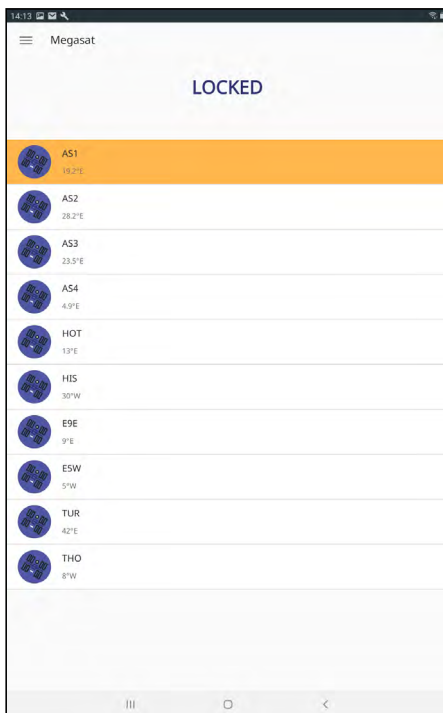 14:13
Megasat
LOCKED
AS1
19.2°E
AS2
28.2°E
AS3
23.5°E
AS4
4.9°E
HOT
13°E
HIS
30°W
E9E
9°E
E5W
5°W
TUR
42°E
THO
8°W